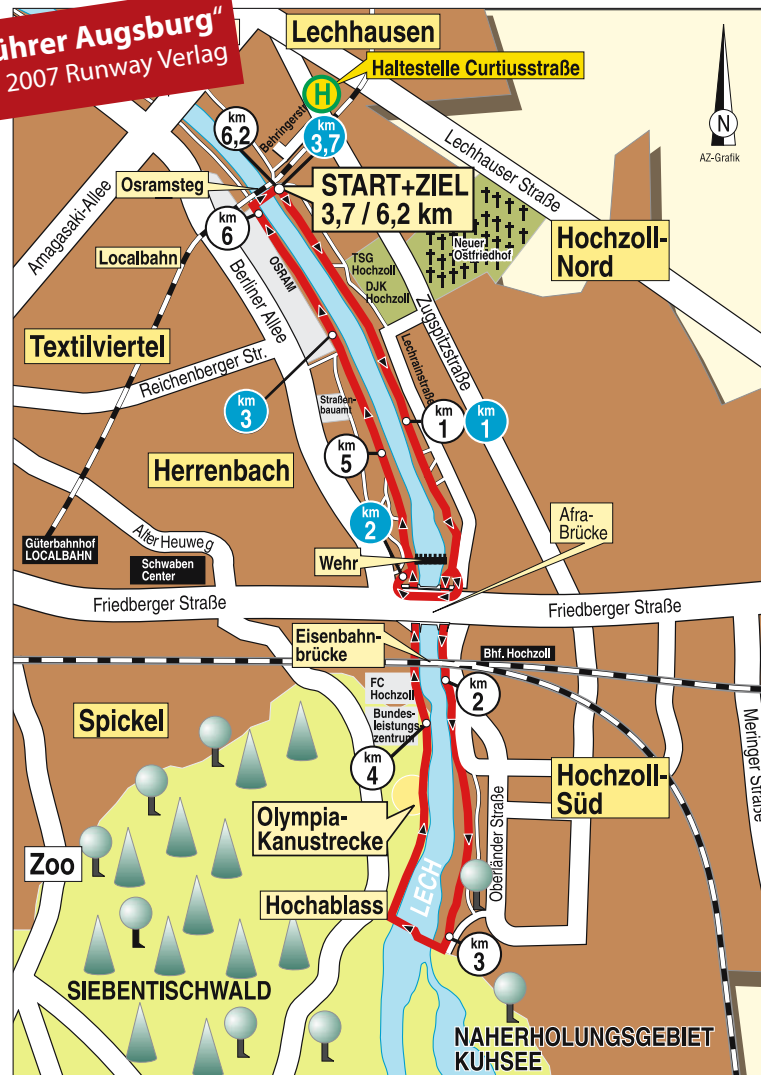 ührer Augsburg“
2007 Runway Verlag
Lechhausen
Haltestelle Curtiusstraße
H
km
6,2
km
3,7
Behringerstr.
N
AZ-Grafik
Lechhauser Straße
Osramsteg
START+ZIEL
3,7 / 6,2 km
Amagasaki-Allee
km
6
Localbahn
OSRAM
Berliner Allee
TSG
Hochzoll
DJK
Hochzoll
Neuer
Ostfriedhof
Hochzoll-
Nord
Zugspitzstraße
Textilviertel
Reichenberger Str.
Lechrainstraße
km
3
Straßen-
bauamt
km
1
km
1
km
5
Herrenbach
km
2
Afra-
Brücke
Alter Heuweg
Güterbahnhof
LOCALBAHN
Schwaben
Center
Wehr
Friedberger Straße
Friedberger Straße
Eisenbahn-
brücke
Bhf. Hochzoll
FC
Hochzoll
km
2
Bundes-
leistungs-
zentrum
Spickel
km
4
Meringer Straße
Hochzoll-
Süd
Olympia-
Kanustrecke
Oberländer Straße
Zoo
LECH
Hochablass
km
3
SIEBENTISCHWALD
NAHERHOLUNGSGEBIET
KUHSEE